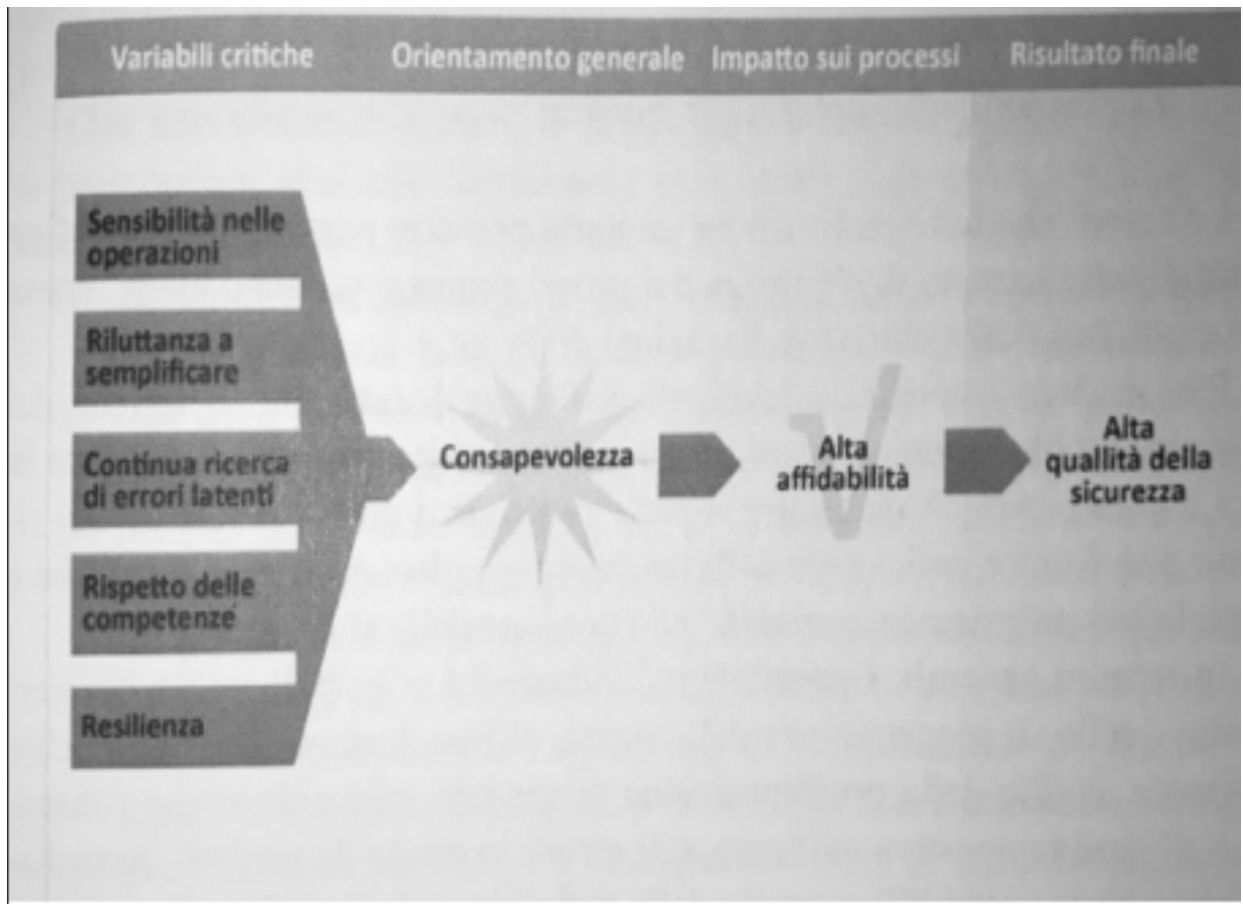 Variabili critiche
Orientamento generale
Impatto sui processi
Risultato finale
Sensibilità nelle
operazioni
Riluttanza a
semplificare
Continua ricerca
di errori latenti
Rispetto delle
competenze
Resilienza
Consapevolezza
Alta
affidabilità
Alta
quallità della
sicurezza